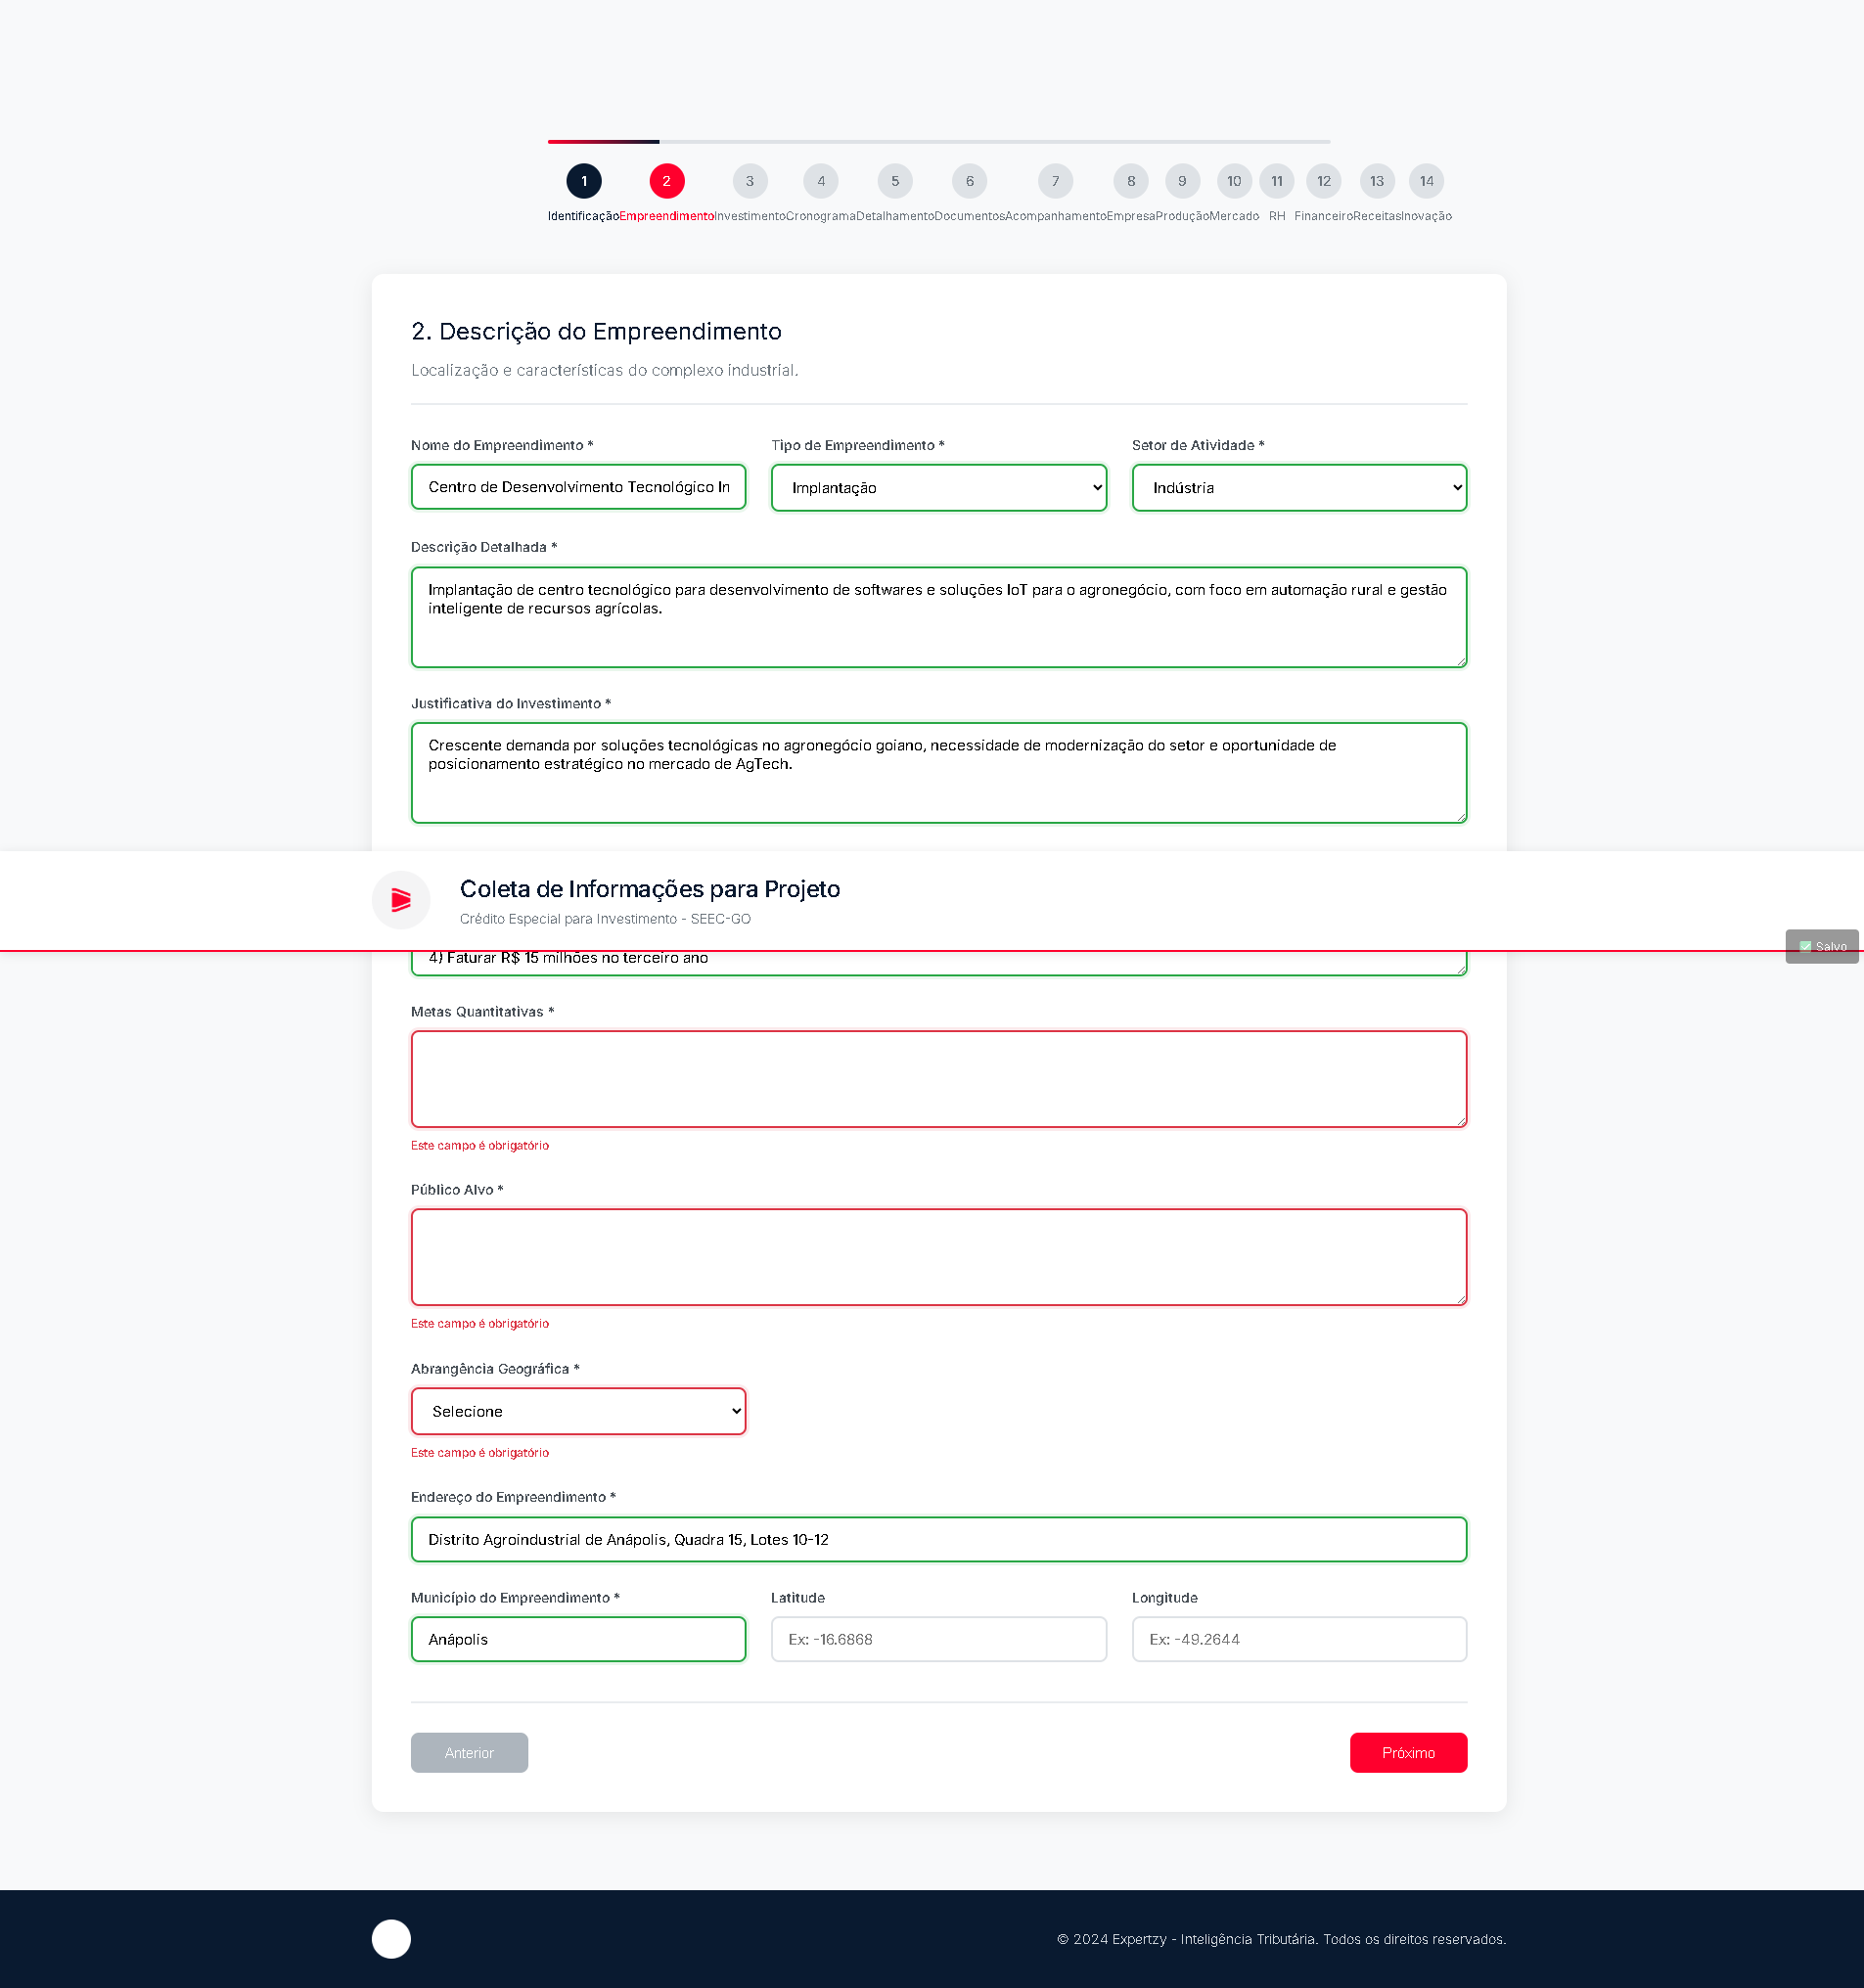 1
2
3
4
5
6
7
8
9
10
11
12
13
14
Identificação
Empreendimento
Investimento
Cronograma
Detalhamento
Documentos
Acompanhamento
Empresa
Produção
Mercado
RH
Financeiro
Receitas
Inovação
2. Descrição do Empreendimento
Localização e características do complexo industrial.
Nome do Empreendimento *
Tipo de Empreendimento *
Setor de Atividade *
Centro de Desenvolvimento Tecnológico In
Implantação
Indústria
Descrição Detalhada *
Implantação de centro tecnológico para desenvolvimento de softwares e soluções IoT para o agronegócio, com foco em automação rural e gestão
inteligente de recursos agrícolas.
Justificativa do Investimento *
Crescente demanda por soluções tecnológicas no agronegócio goiano, necessidade de modernização do setor e oportunidade de
posicionamento estratégico no mercado de AgTech.
Coleta de Informações para Projeto
Crédito Especial para Investimento - SEEC-GO
✅ Salvo
4) Faturar R$ 15 milhões no terceiro ano
Metas Quantitativas *
Este campo é obrigatório
Público Alvo *
Este campo é obrigatório
Abrangência Geográfica *
Selecione
Este campo é obrigatório
Endereço do Empreendimento *
Distrito Agroindustrial de Anápolis, Quadra 15, Lotes 10-12
Município do Empreendimento *
Latitude
Longitude
Anápolis
Ex: -16.6868
Ex: -49.2644
Anterior
Próximo
© 2024 Expertzy - Inteligência Tributária. Todos os direitos reservados.